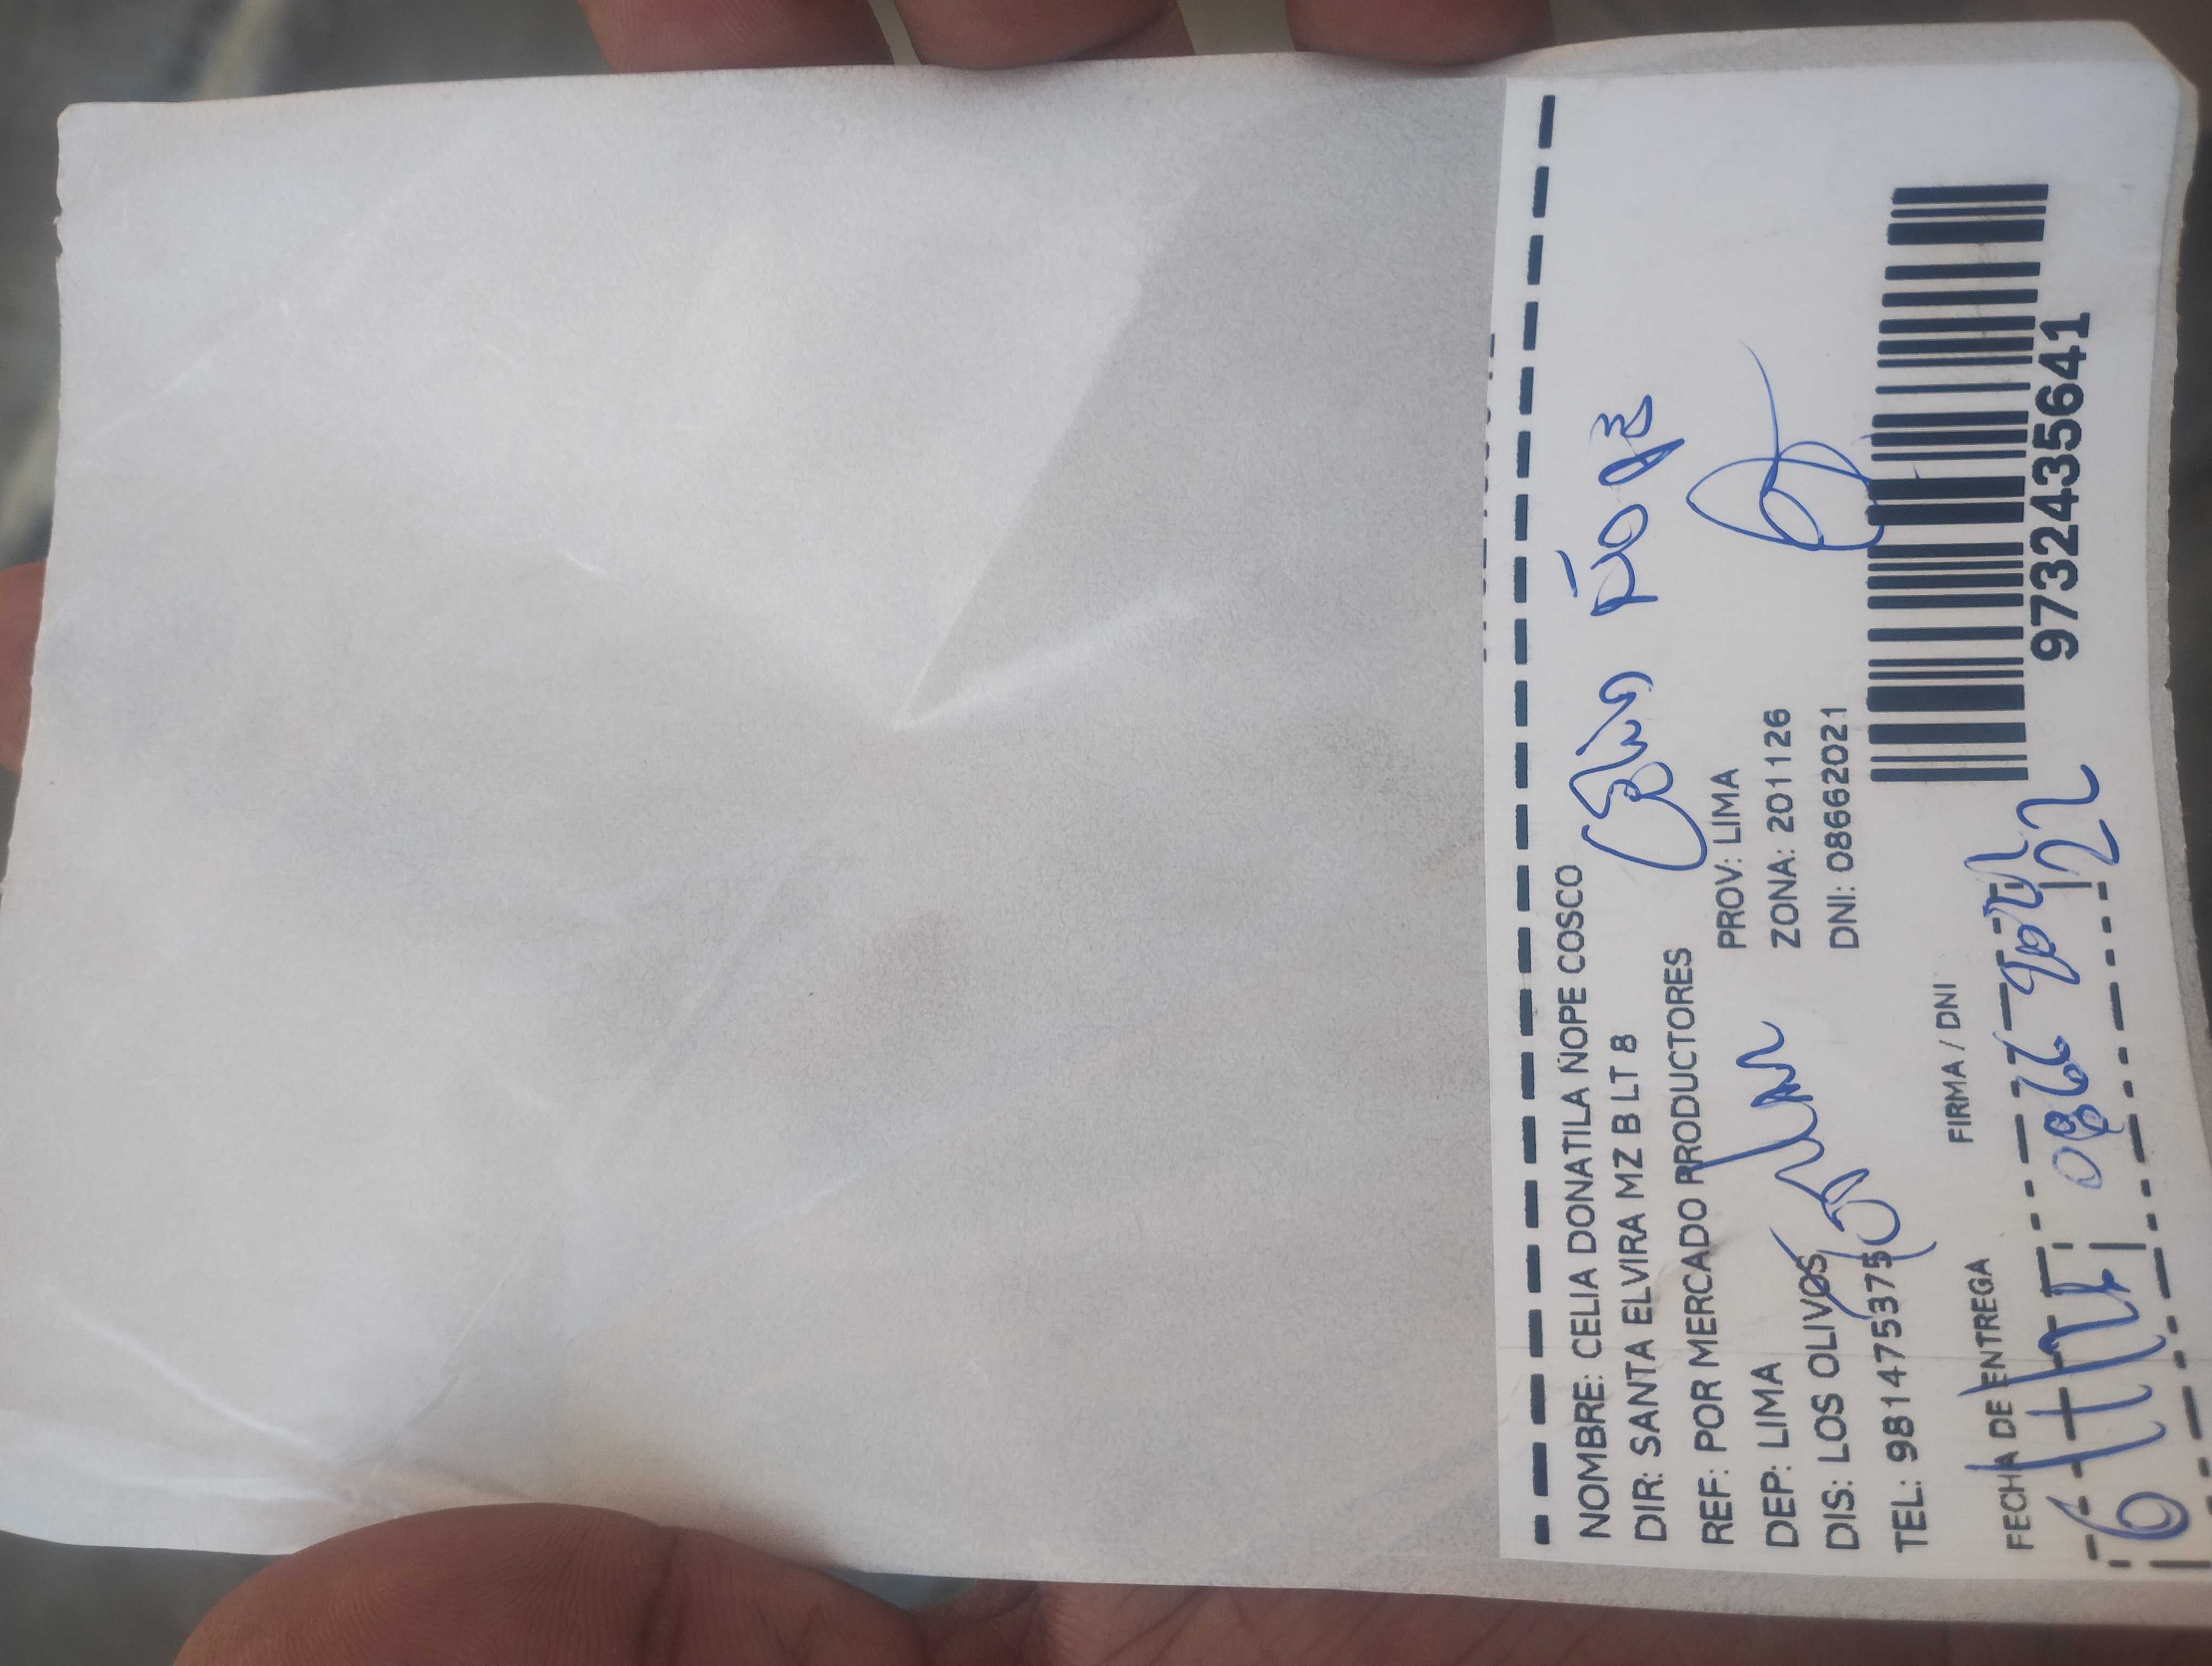 NOMBRE: CELIA DONATILA ÑOPE COSCO
DIR: SANTA ELVIRA MZ B LT 8
REF: POR MERCADO PRODUCTORES
DEP: LIMA PROV: LIMA
DIS: LOS OLIVOS ZONA: 201126
TEL: 981475375 DNI: 08662021
FECHA DE ENTREGA FIRMA / DNI
9732435641